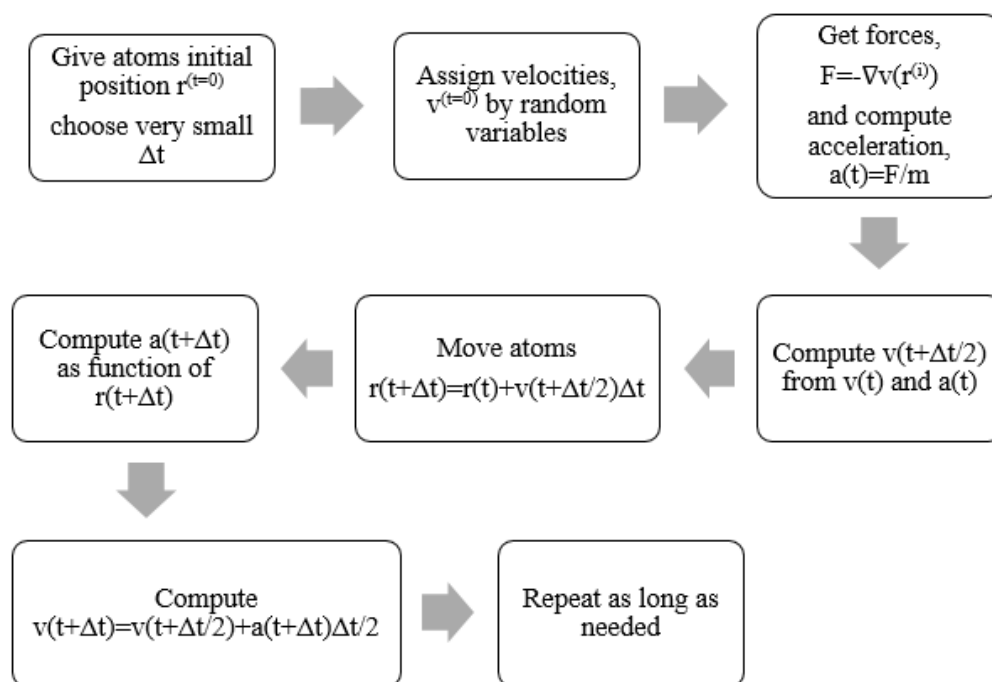 Give atoms initial
position r⁽ᵗ⁼⁰⁾
choose very small
Δt
Assign velocities,
v⁽ᵗ⁼⁰⁾ by random
variables
Get forces,
F=-∇v(r⁽ⁱ⁾)
and compute
acceleration,
a(t)=F/m
Compute v(t+Δt/2)
from v(t) and a(t)
Move atoms
r(t+Δt)=r(t)+v(t+Δt/2)Δt
Compute a(t+Δt)
as function of
r(t+Δt)
Compute
v(t+Δt)=v(t+Δt/2)+a(t+Δt)Δt/2
Repeat as long as
needed